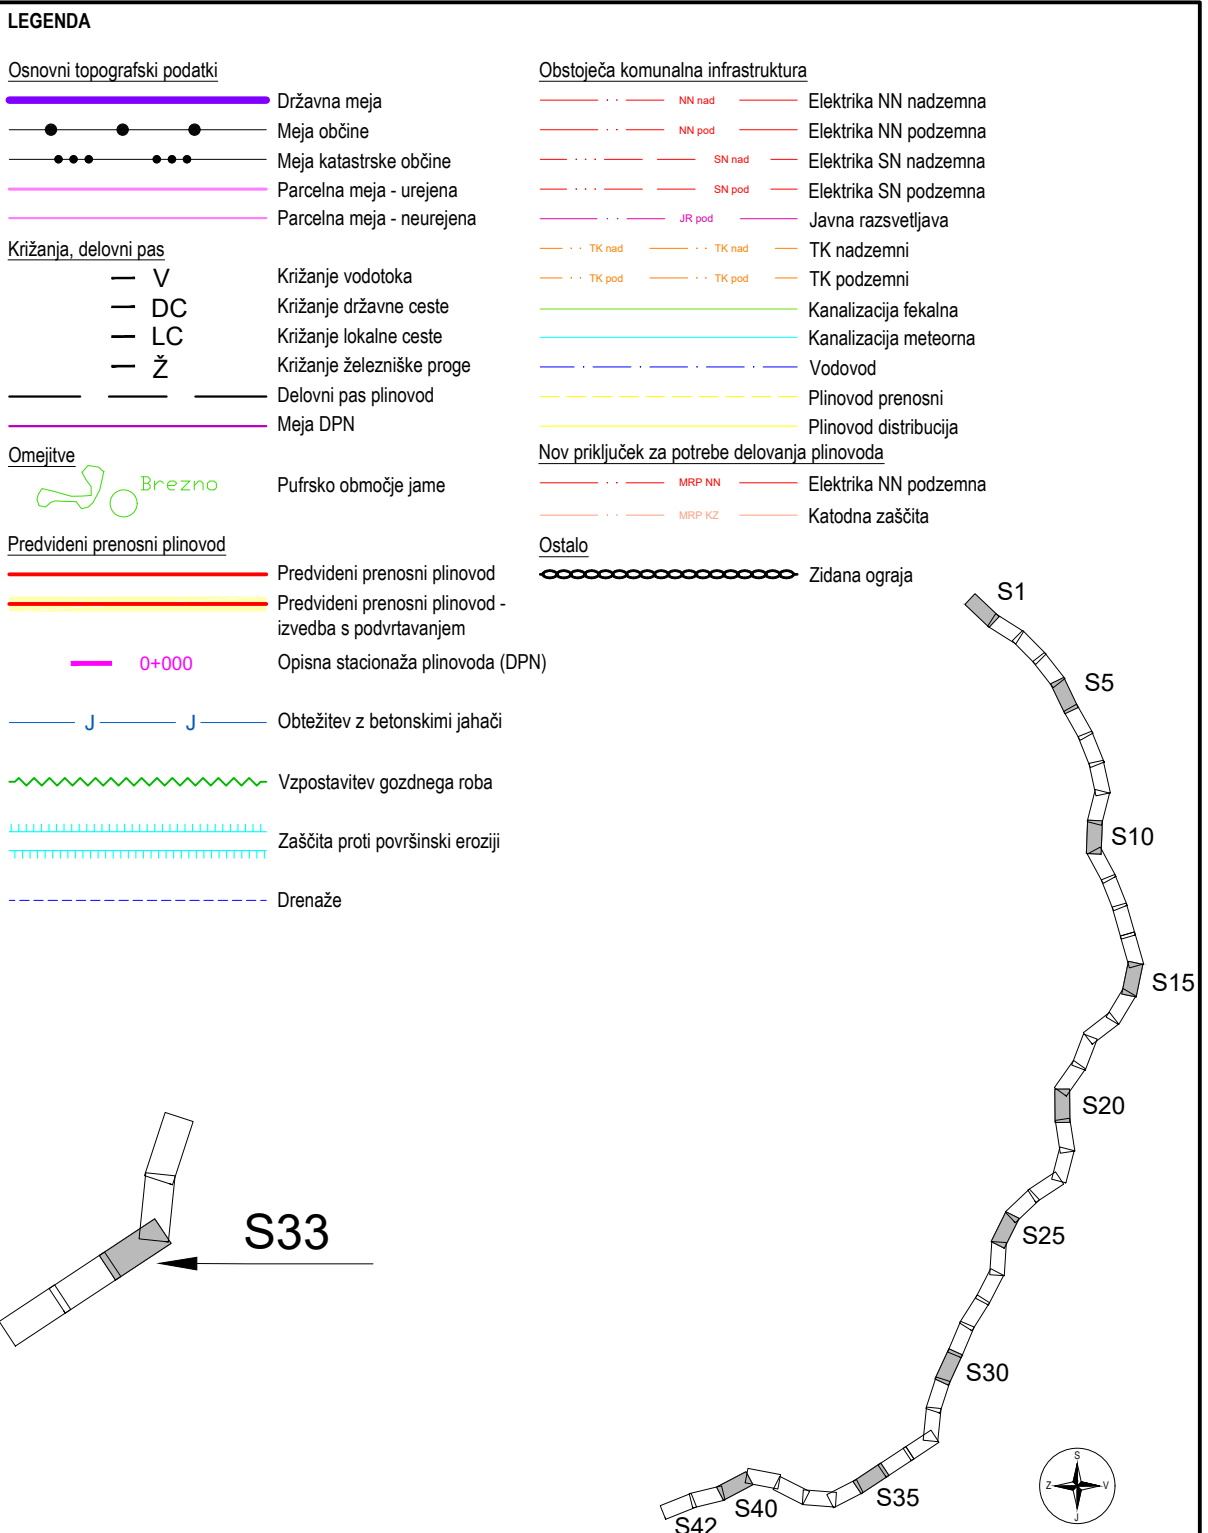 LEGENDA
Osnovni topografski podatki
Državna meja
Meja občine
Meja katastrske občine
Parcelna meja - urejena
Parcelna meja - neurejena
Križanja, delovni pas
V Križanje vodotoka
DC Križanje državne ceste
LC Križanje lokalne ceste
Ž Križanje železniške proge
Delovni pas plinovod
Meja DPN
Omejitve
Brezno Pufrsko območje jame
Predvideni prenosni plinovod
Predvideni prenosni plinovod
Predvideni prenosni plinovod -
izvedba s podvrtavanjem
0+000 Opisna stacionaža plinovoda (DPN)
J J Obtežitev z betonskimi jahači
Vzpostavitev gozdnega roba
Zaščita proti površinski eroziji
Drenaže
Obstoječa komunalna infrastruktura
NN nad Elektrika NN nadzemna
NN pod Elektrika NN podzemna
SN nad Elektrika SN nadzemna
SN pod Elektrika SN podzemna
JR pod Javna razsvetljava
TK nad TK nad TK nadzemni
TK pod TK pod TK podzemni
Kanalizacija fekalna
Kanalizacija meteorna
Vodovod
Plinovod prenosni
Plinovod distribucija
Nov priključek za potrebe delovanja plinovoda
MRP NN Elektrika NN podzemna
MRP KZ Katodna zaščita
Ostalo
Zidana ograja
S1
S5
S10
S15
S20
S25
S30
S35
S40
S42
S33
S
Z V
J